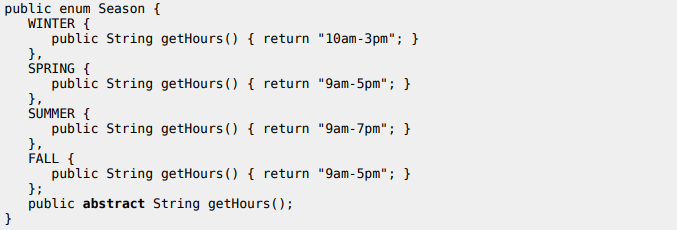 public enum Season {
   WINTER {
      public String getHours() { return "10am-3pm"; }
   },
   SPRING {
      public String getHours() { return "9am-5pm"; }
   },
   SUMMER {
      public String getHours() { return "9am-7pm"; }
   },
   FALL {
      public String getHours() { return "9am-5pm"; }
   };
   public abstract String getHours();
}